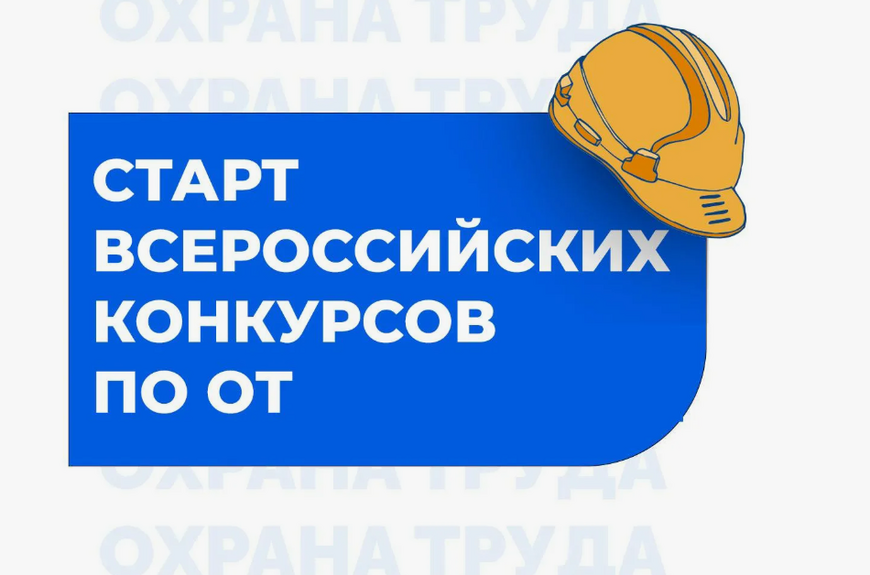 ОХРАНА ТРУДА
ОХРАНА ТРУДА
СТАРТ
ВСЕРОССИЙСКИХ
КОНКУРСОВ
ПО ОТ
ОХРАНА ТРУДА
ОХРАНА ТРУДА